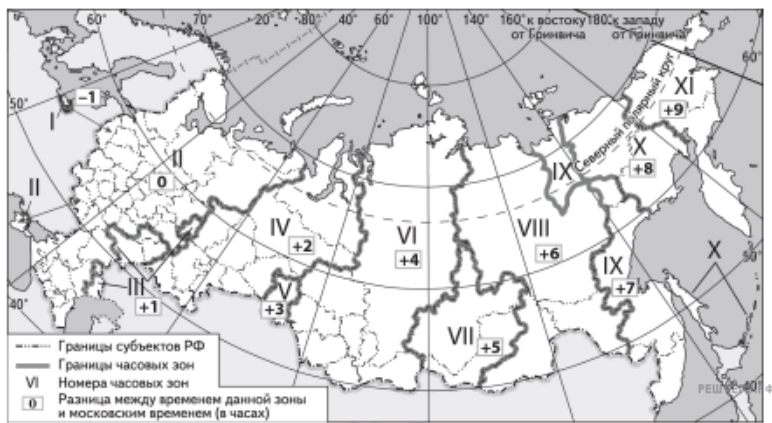 60° 70° 20° 80° 40° 60° 100° 140° 160° к востоку 180° к западу
от Гринвича от Гринвича
60°
50°
−1
I
XI
+9
Северный полярный круг
X
+8
II
0
IX
II
IV
+2
VI
+4
VIII
+6
X
IX
+7
50°
III
+1
V
+3
40°
VII
+5
Границы субъектов РФ
Границы часовых зон
VI Номера часовых зон
0 Разница между временем данной зоны
и московским временем (в часах)
40°